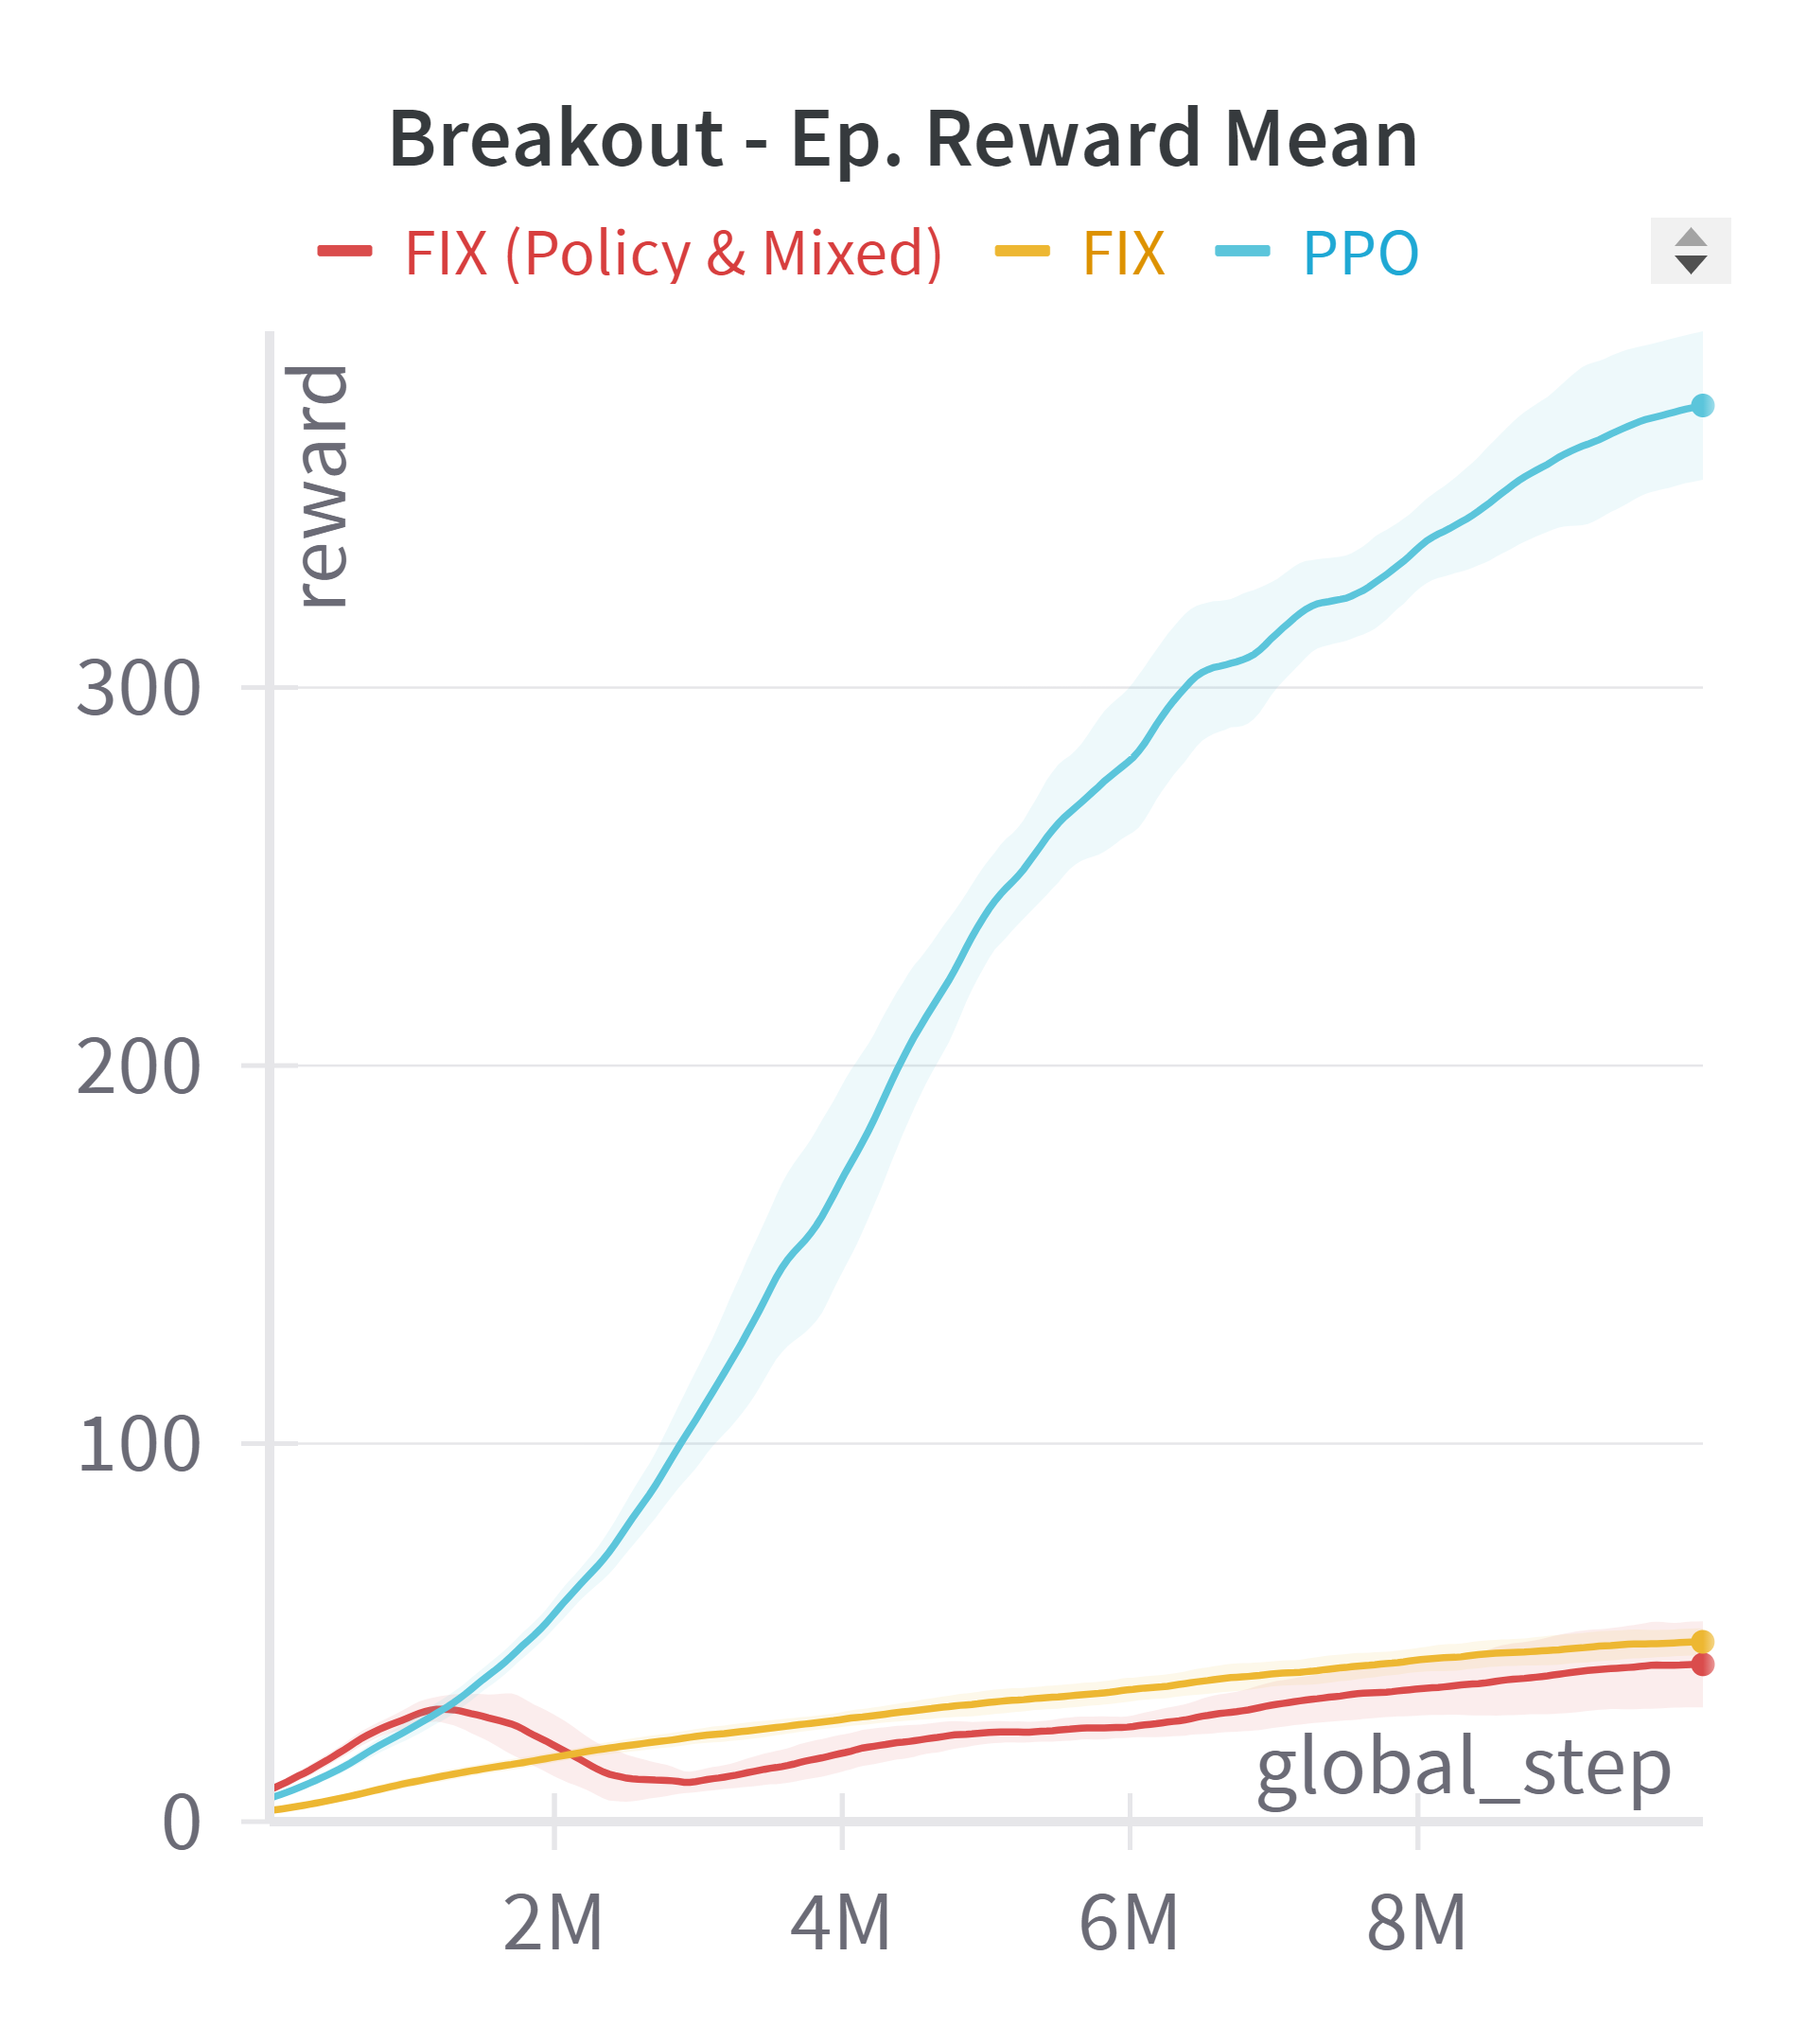 Breakout - Ep. Reward Mean
FIX (Policy & Mixed) FIX PPO
reward
300
200
100
0
global_step
2M 4M 6M 8M